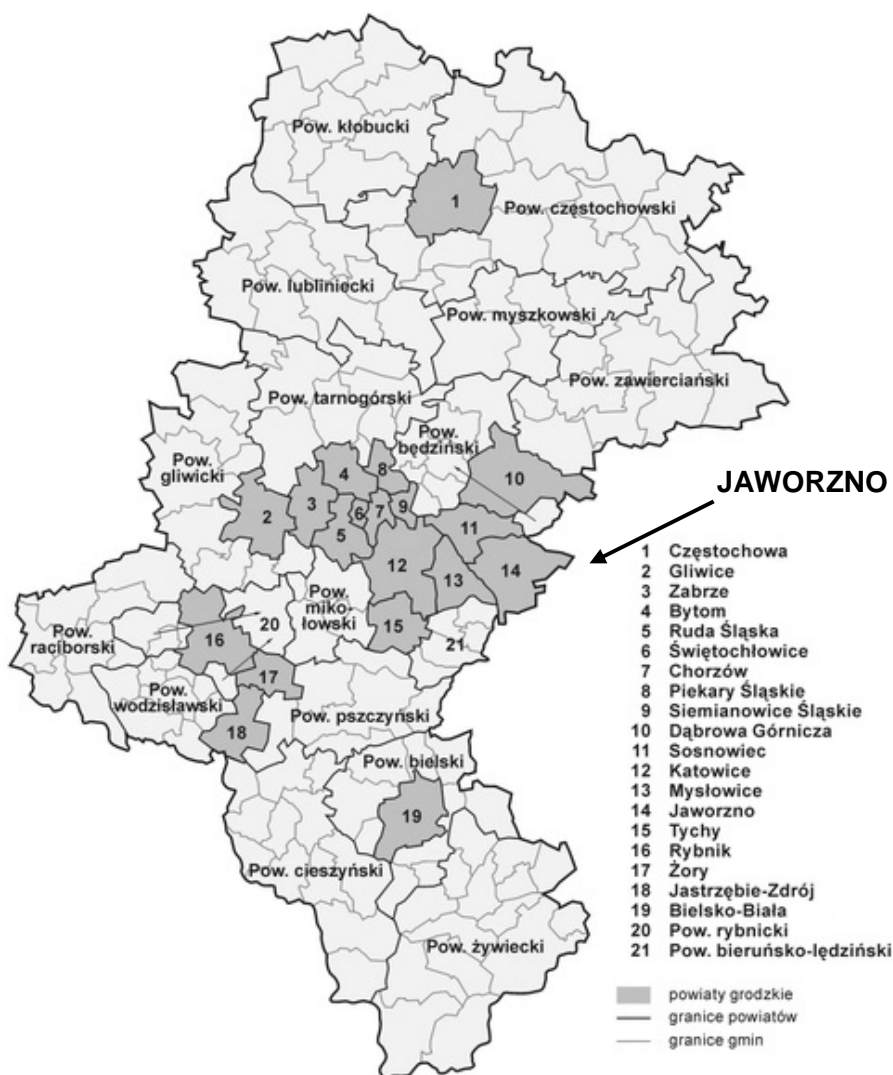 Pow. kłobucki
1
Pow. częstochowski
Pow. lubliniecki
Pow. myszkowski
Pow. tarnogórski
Pow. zawierciański
Pow.
będziński
Pow.
gliwicki
4
8
10
JAWORZNO
2
3
6
7
9
5
11
12
13
14
Pow.
miko-
łowski
15
21
20
16
Pow.
raciborski
17
Pow.
wodzisławski
18
Pow. pszczyński
Pow. bielski
19
Pow. cieszyński
Pow. żywiecki
1 Częstochowa
2 Gliwice
3 Zabrze
4 Bytom
5 Ruda Śląska
6 Świętochłowice
7 Chorzów
8 Piekary Śląskie
9 Siemianowice Śląskie
10 Dąbrowa Górnicza
11 Sosnowiec
12 Katowice
13 Mysłowice
14 Jaworzno
15 Tychy
16 Rybnik
17 Żory
18 Jastrzębie-Zdrój
19 Bielsko-Biała
20 Pow. rybnicki
21 Pow. bieruńsko-lędziński
powiaty grodzkie
granice powiatów
granice gmin